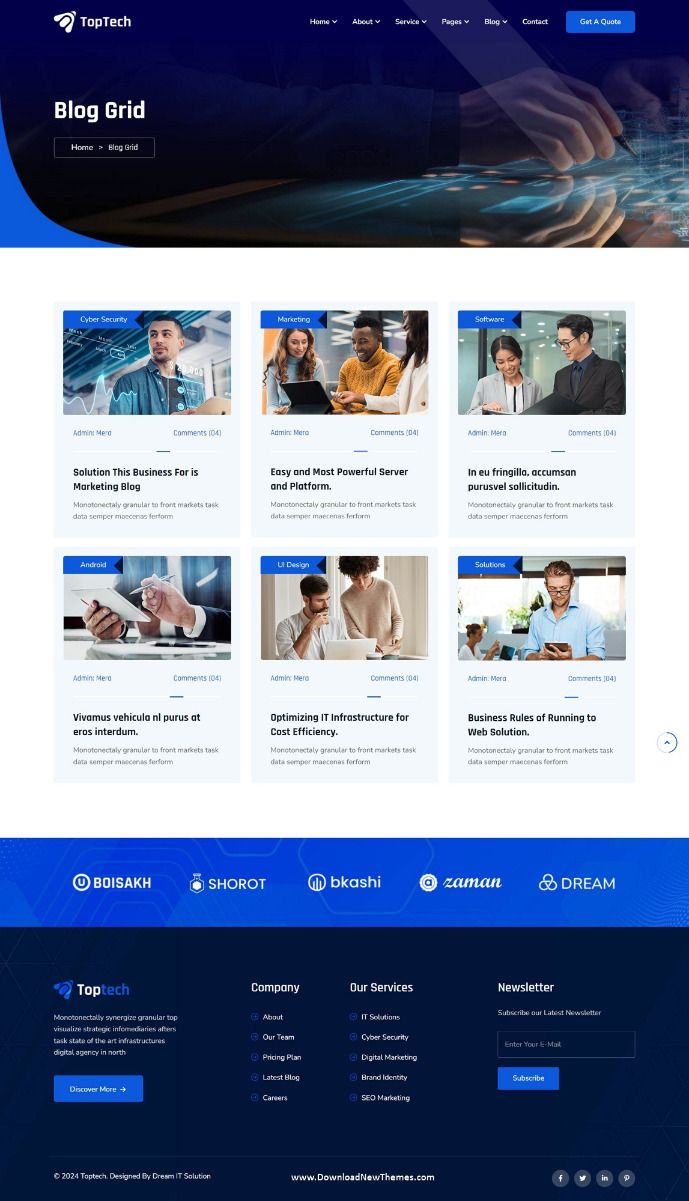 TopTech
Home About Service Pages Blog Contact Get A Quote
Blog Grid
Home > Blog Grid
Cyber Security
Admin: Mera Comments (04)
Solution This Business For is
Marketing Blog
Monotonectaly granular to front markets task
data semper maecenas ferform
Marketing
Admin: Mera Comments (04)
Easy and Most Powerful Server
and Platform.
Monotonectaly granular to front markets task
data semper maecenas ferform
Software
Admin: Mera Comments (04)
In eu fringilla, accumsan
purusvel sollicitudin.
Monotonectaly granular to front markets task
data semper maecenas ferform
Android
Admin: Mera Comments (04)
Vivamus vehicula nl purus at
eros interdum.
Monotonectaly granular to front markets task
data semper maecenas ferform
UI Design
Admin: Mera Comments (04)
Optimizing IT Infrastructure for
Cost Efficiency.
Monotonectaly granular to front markets task
data semper maecenas ferform
Solutions
Admin: Mera Comments (04)
Business Rules of Running to
Web Solution.
Monotonectaly granular to front markets task
data semper maecenas ferform
BOISAKH SHOROT bkashi zaman DREAM
Toptech
Monotonectally synergize granular top
visualize strategic infomediaries afters
task state of the art infrastructures
digital agency in north
Discover More →
Company
About
Our Team
Pricing Plan
Latest Blog
Careers
Our Services
IT Solutions
Cyber Security
Digital Marketing
Brand Identity
SEO Marketing
Newsletter
Subscribe our Latest Newsletter
Enter Your E-Mail
Subscribe
© 2024 Toptech. Designed By Dream IT Solution
www.DownloadNewThemes.com